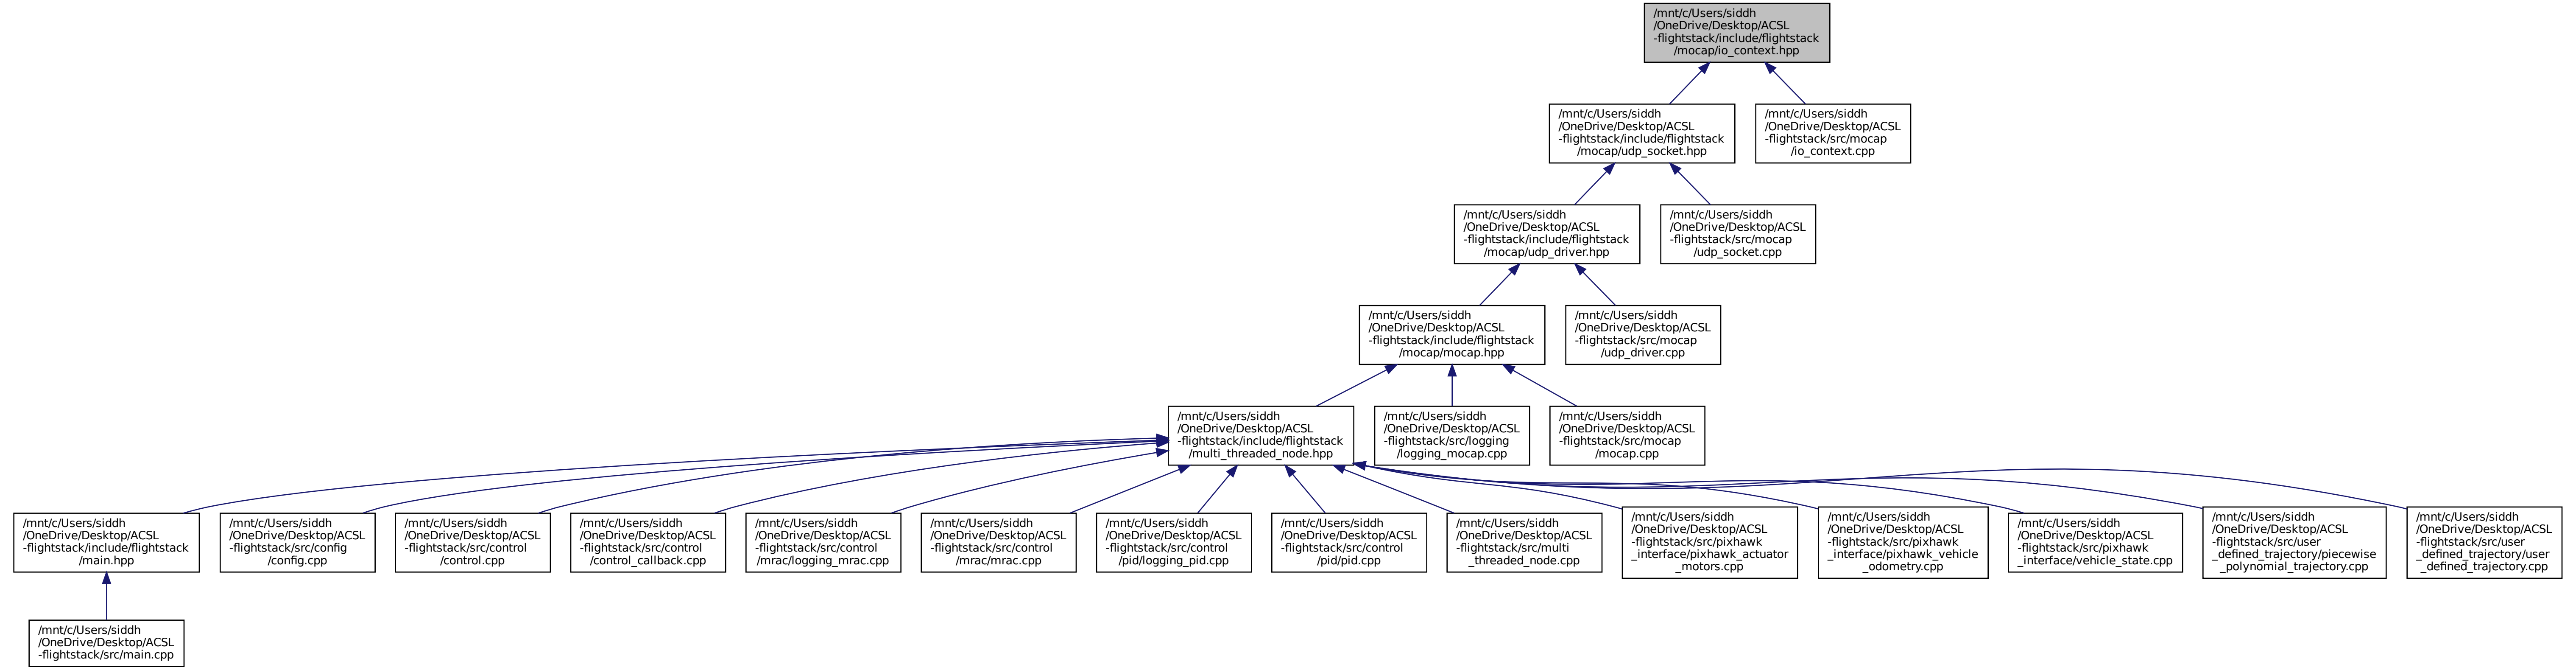 /mnt/c/Users/siddh
/OneDrive/Desktop/ACSL
-flightstack/include/flightstack
/mocap/io_context.hpp
/mnt/c/Users/siddh
/OneDrive/Desktop/ACSL
-flightstack/include/flightstack
/mocap/udp_socket.hpp
/mnt/c/Users/siddh
/OneDrive/Desktop/ACSL
-flightstack/src/mocap
/io_context.cpp
/mnt/c/Users/siddh
/OneDrive/Desktop/ACSL
-flightstack/include/flightstack
/mocap/udp_driver.hpp
/mnt/c/Users/siddh
/OneDrive/Desktop/ACSL
-flightstack/src/mocap
/udp_socket.cpp
/mnt/c/Users/siddh
/OneDrive/Desktop/ACSL
-flightstack/include/flightstack
/mocap/mocap.hpp
/mnt/c/Users/siddh
/OneDrive/Desktop/ACSL
-flightstack/src/mocap
/udp_driver.cpp
/mnt/c/Users/siddh
/OneDrive/Desktop/ACSL
-flightstack/include/flightstack
/multi_threaded_node.hpp
/mnt/c/Users/siddh
/OneDrive/Desktop/ACSL
-flightstack/src/logging
/logging_mocap.cpp
/mnt/c/Users/siddh
/OneDrive/Desktop/ACSL
-flightstack/src/mocap
/mocap.cpp
/mnt/c/Users/siddh
/OneDrive/Desktop/ACSL
-flightstack/include/flightstack
/main.hpp
/mnt/c/Users/siddh
/OneDrive/Desktop/ACSL
-flightstack/src/config
/config.cpp
/mnt/c/Users/siddh
/OneDrive/Desktop/ACSL
-flightstack/src/control
/control.cpp
/mnt/c/Users/siddh
/OneDrive/Desktop/ACSL
-flightstack/src/control
/control_callback.cpp
/mnt/c/Users/siddh
/OneDrive/Desktop/ACSL
-flightstack/src/control
/mrac/logging_mrac.cpp
/mnt/c/Users/siddh
/OneDrive/Desktop/ACSL
-flightstack/src/control
/mrac/mrac.cpp
/mnt/c/Users/siddh
/OneDrive/Desktop/ACSL
-flightstack/src/control
/pid/logging_pid.cpp
/mnt/c/Users/siddh
/OneDrive/Desktop/ACSL
-flightstack/src/control
/pid/pid.cpp
/mnt/c/Users/siddh
/OneDrive/Desktop/ACSL
-flightstack/src/multi
_threaded_node.cpp
/mnt/c/Users/siddh
/OneDrive/Desktop/ACSL
-flightstack/src/pixhawk
_interface/pixhawk_actuator
_motors.cpp
/mnt/c/Users/siddh
/OneDrive/Desktop/ACSL
-flightstack/src/pixhawk
_interface/pixhawk_vehicle
_odometry.cpp
/mnt/c/Users/siddh
/OneDrive/Desktop/ACSL
-flightstack/src/pixhawk
_interface/vehicle_state.cpp
/mnt/c/Users/siddh
/OneDrive/Desktop/ACSL
-flightstack/src/user
_defined_trajectory/piecewise
_polynomial_trajectory.cpp
/mnt/c/Users/siddh
/OneDrive/Desktop/ACSL
-flightstack/src/user
_defined_trajectory/user
_defined_trajectory.cpp
/mnt/c/Users/siddh
/OneDrive/Desktop/ACSL
-flightstack/src/main.cpp